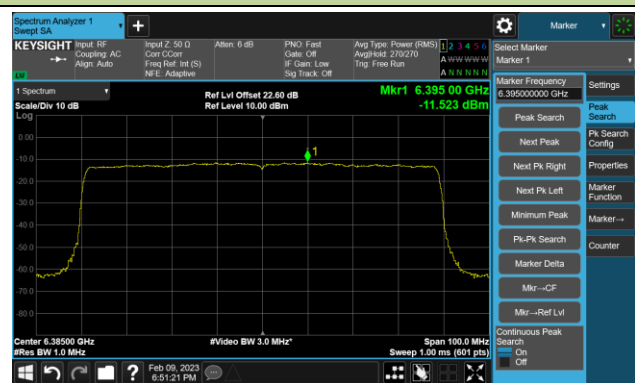 Spectrum Analyzer 1
Swept SA
+
Marker
KEYSIGHT
Input: RF
Coupling: AC
Align: Auto
Input Z: 50 Ω
Corr CCorr
Freq Ref: Int (S)
NFE: Adaptive
Atten: 6 dB
PNO: Fast
Gate: Off
IF Gain: Low
Sig Track: Off
Avg Type: Power (RMS)
Avg|Hold: 270/270
Trig: Free Run
1 2 3 4 5 6
A W W W W W
A N N N N N
Select Marker
Marker 1
1 Spectrum
Scale/Div 10 dB
Ref Lvl Offset 22.60 dB
Ref Level 10.00 dBm
Mkr1 6.395 00 GHz
-11.523 dBm
Log
0.00
-10.0
-20.0
-30.0
-40.0
-50.0
-60.0
-70.0
-80.0
1
Center 6.38500 GHz
#Res BW 1.0 MHz
#Video BW 3.0 MHz*
Span 100.0 MHz
Sweep 1.00 ms (601 pts)
Marker Frequency
6.395000000 GHz
Peak Search
Next Peak
Next Pk Right
Next Pk Left
Minimum Peak
Pk-Pk Search
Marker Delta
Mkr→CF
Mkr→Ref Lvl
Continuous Peak
Search
On
Off
Settings
Peak
Search
Pk Search
Config
Properties
Marker
Function
Marker→
Counter
?
Feb 09, 2023
6:51:21 PM